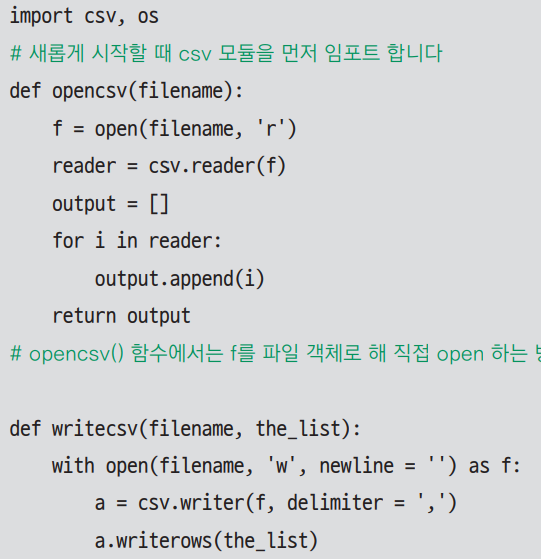 import csv, os
# 새롭게 시작할 때 csv 모듈을 먼저 임포트 합니다
def opencsv(filename):
    f = open(filename, 'r')
    reader = csv.reader(f)
    output = []
    for i in reader:
        output.append(i)
    return output
# opencsv() 함수에서는 f를 파일 객체로 해 직접 open 하는
def writecsv(filename, the_list):
    with open(filename, 'w', newline = '') as f:
        a = csv.writer(f, delimiter = ',')
        a.writerows(the_list)